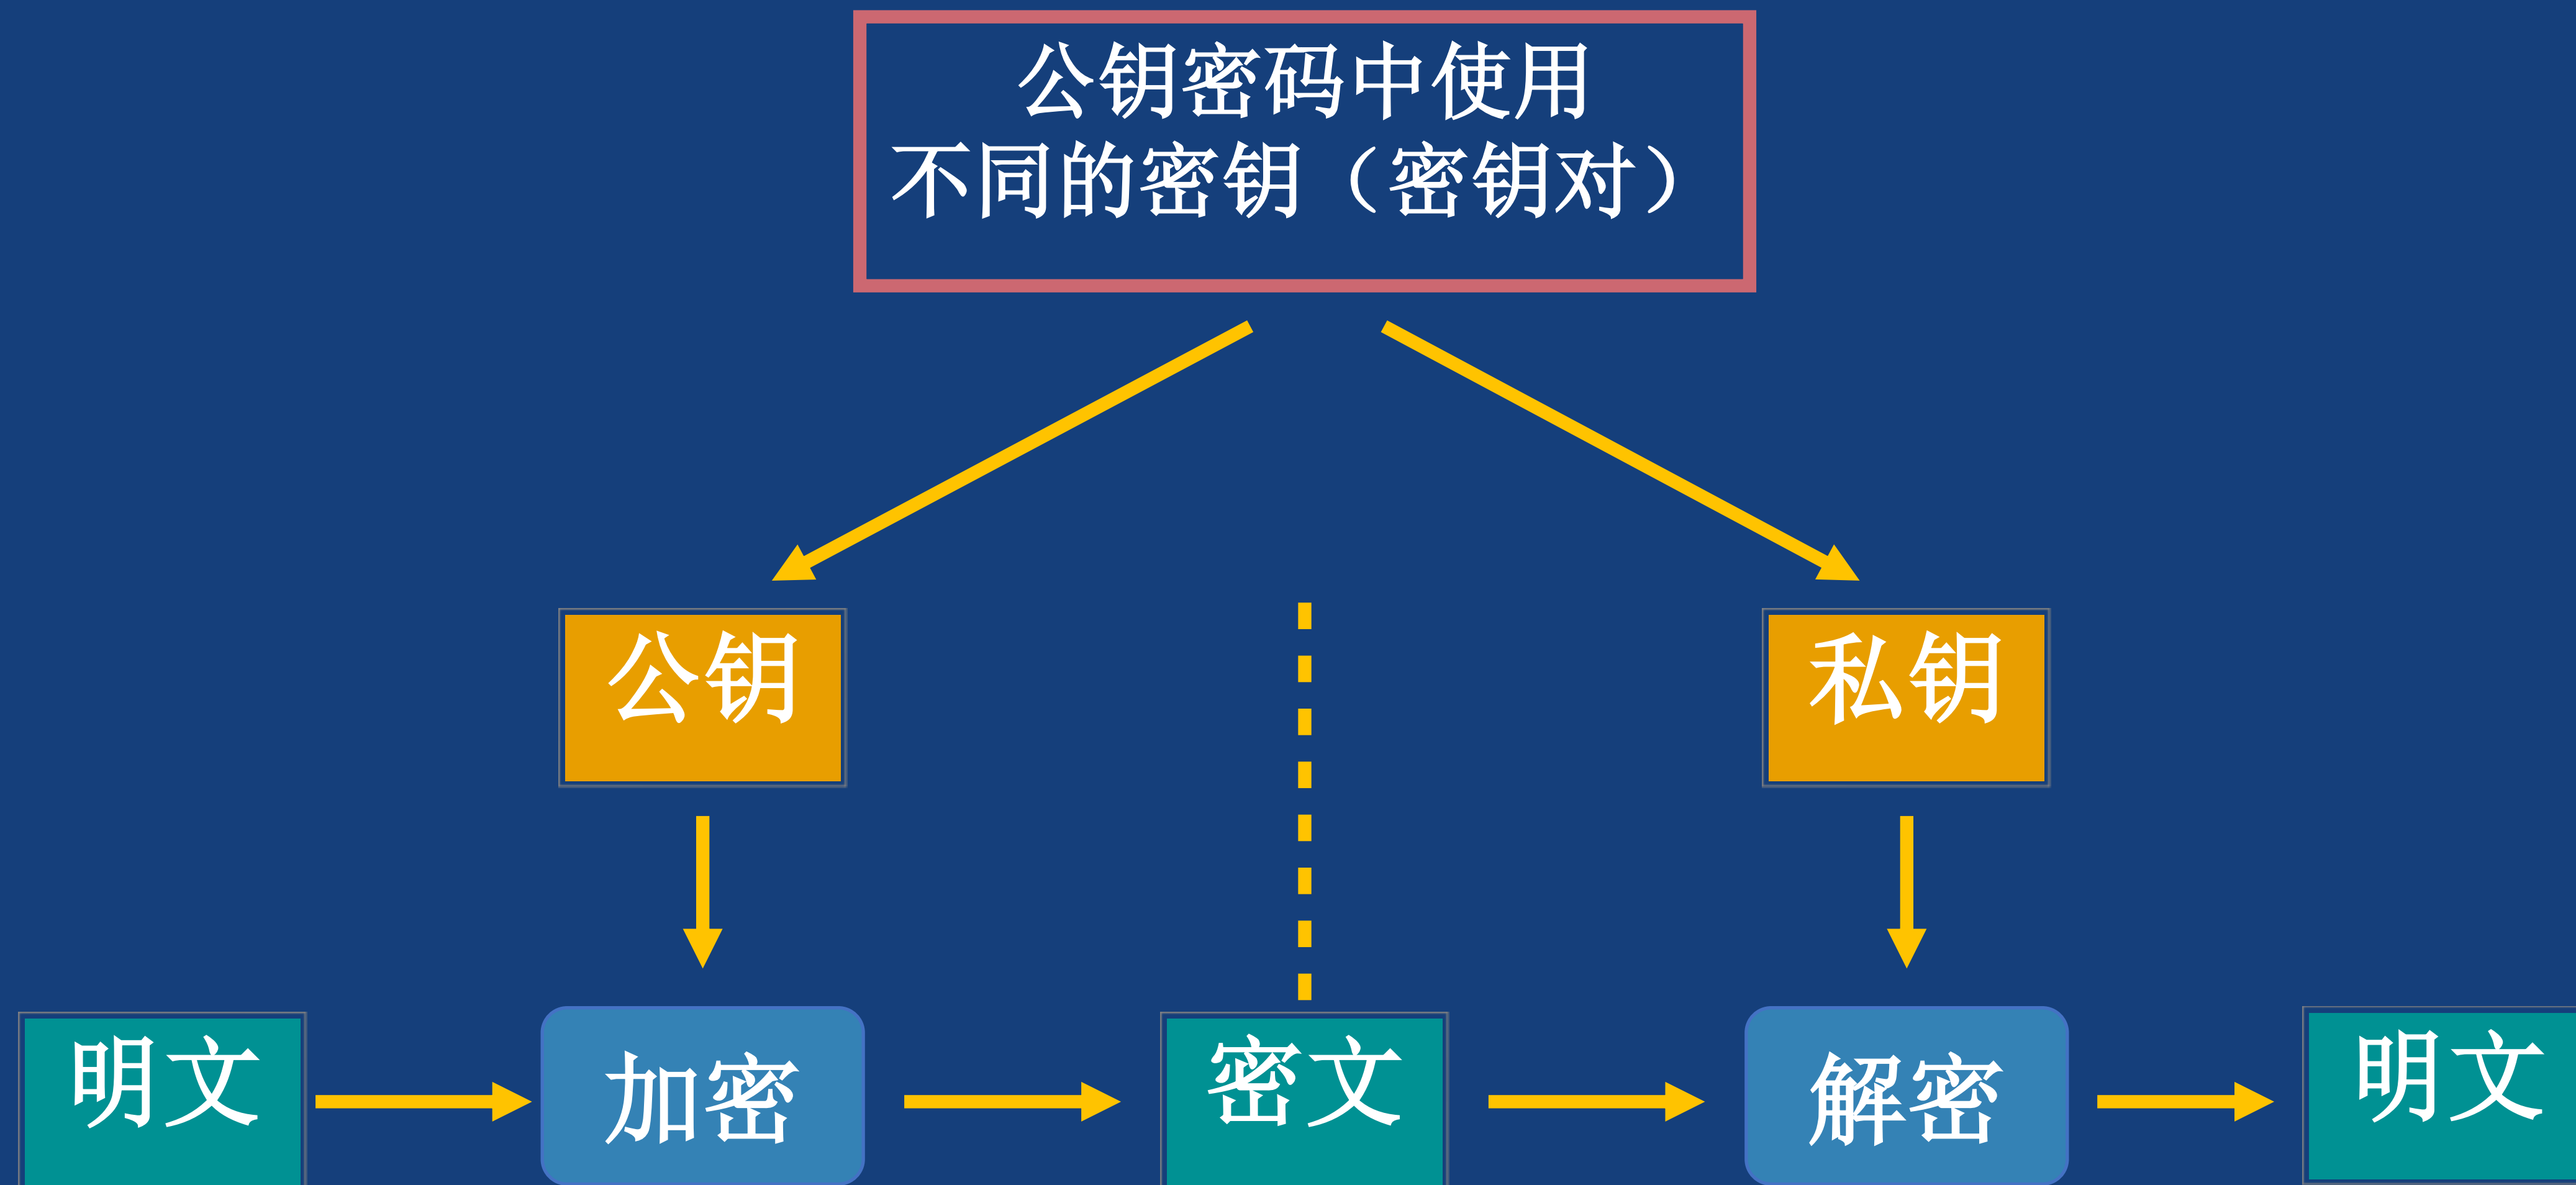 公钥密码中使用
不同的密钥（密钥对）
公钥
私钥
明文
加密
密文
解密
明文